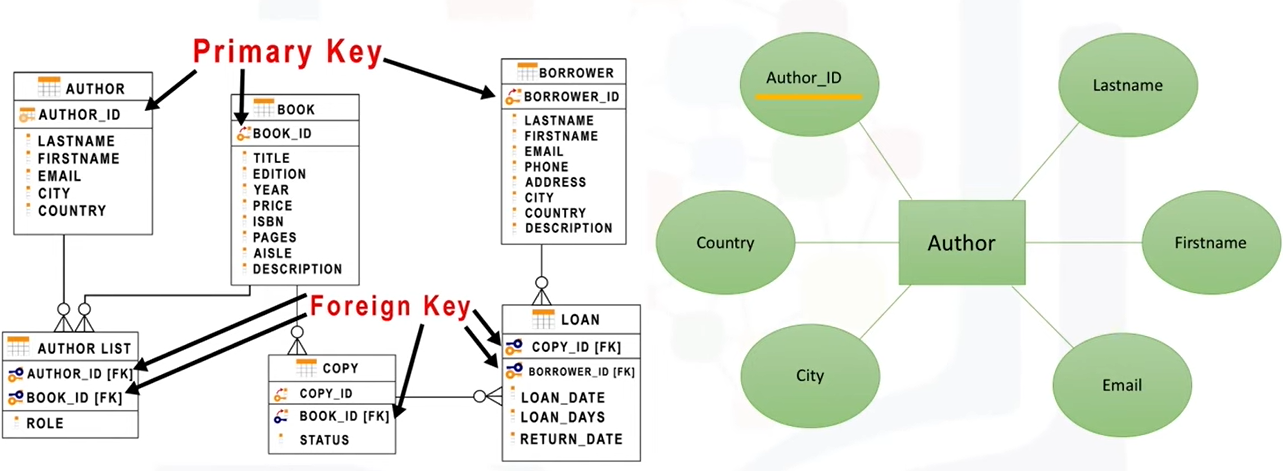 Primary Key
AUTHOR
AUTHOR_ID
LASTNAME
FIRSTNAME
EMAIL
CITY
COUNTRY
BOOK
BOOK_ID
TITLE
EDITION
YEAR
PRICE
ISBN
PAGES
AISLE
DESCRIPTION
BORROWER
BORROWER_ID
LASTNAME
FIRSTNAME
EMAIL
PHONE
ADDRESS
CITY
COUNTRY
DESCRIPTION
Foreign Key
AUTHOR LIST
AUTHOR_ID [FK]
BOOK_ID [FK]
ROLE
COPY
COPY_ID
BOOK_ID [FK]
STATUS
LOAN
COPY_ID [FK]
BORROWER_ID [FK]
LOAN_DATE
LOAN_DAYS
RETURN_DATE
Author_ID
Lastname
Country
Author
Firstname
City
Email